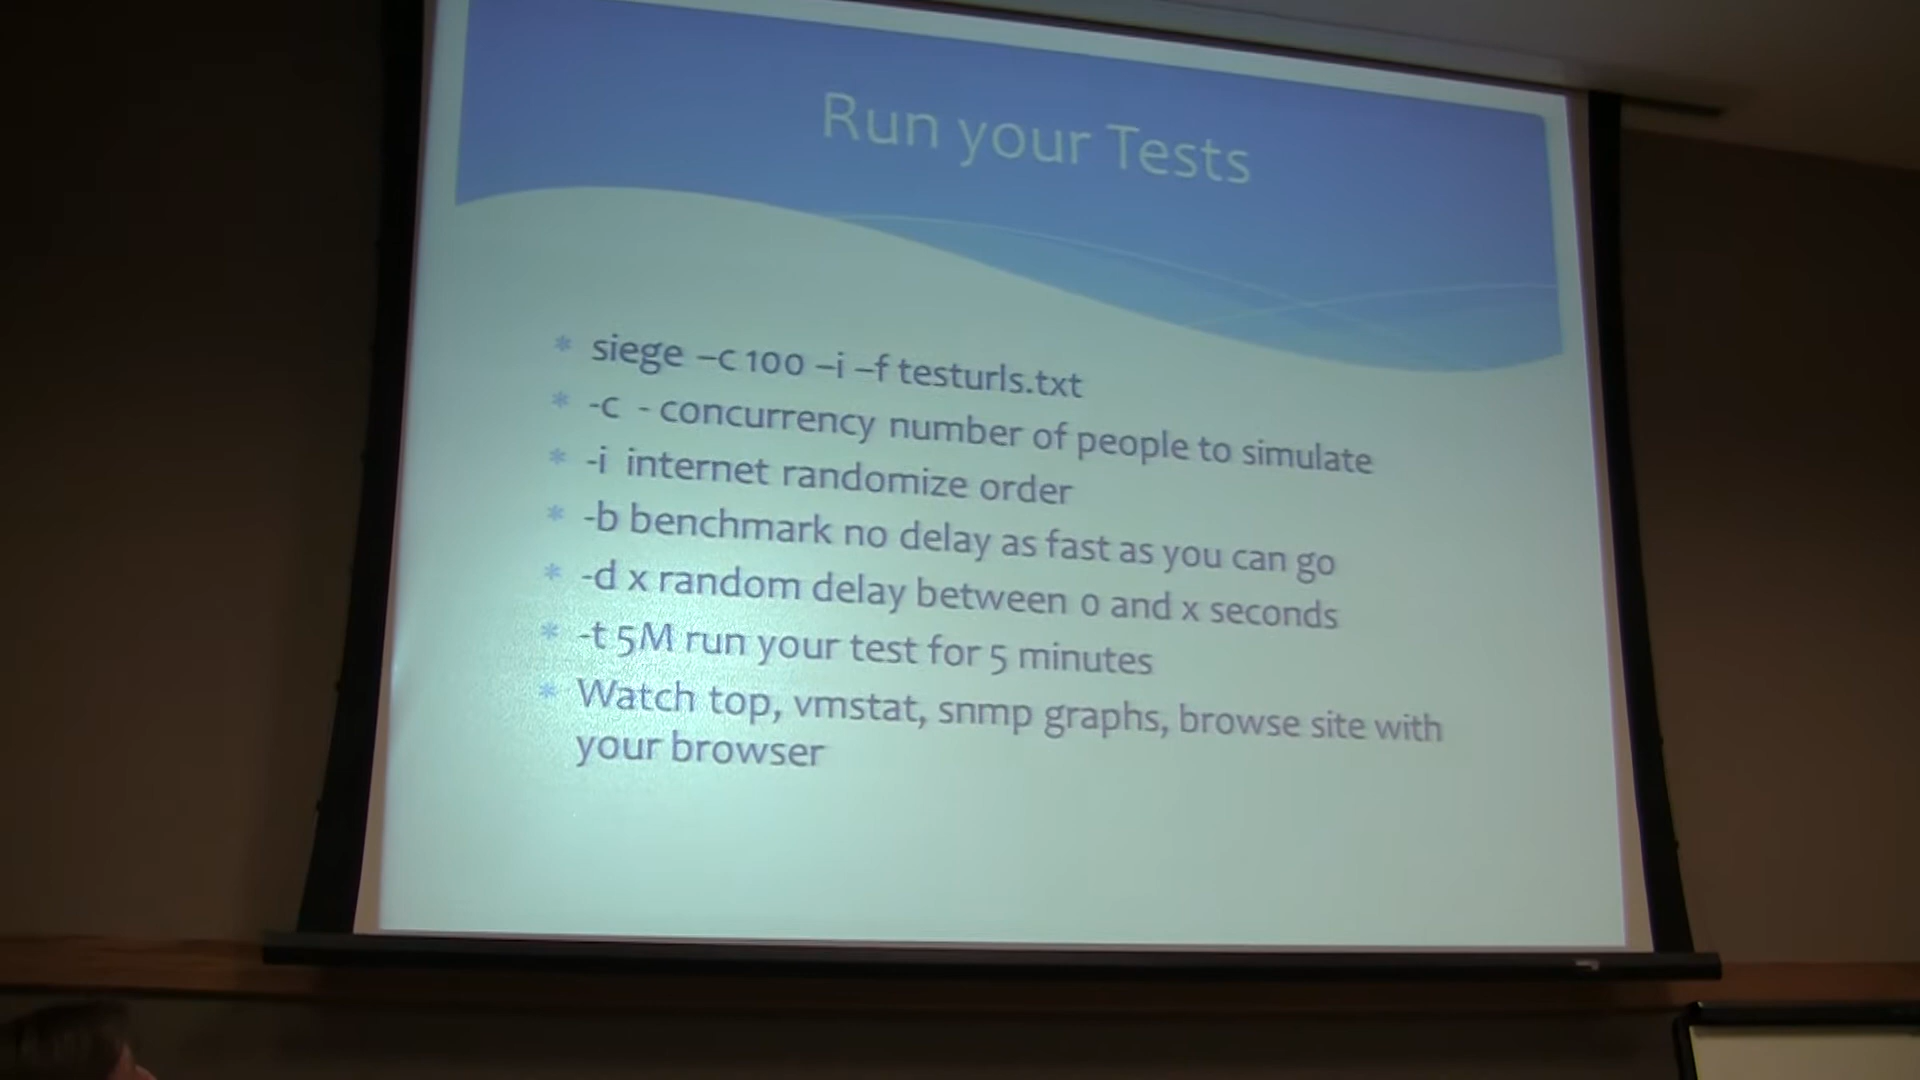 Run your Tests
* siege –c 100 –i –f testurls.txt
* -c - concurrency number of people to simulate
* -i internet randomize order
* -b benchmark no delay as fast as you can go
* -d x random delay between 0 and x seconds
* -t 5M run your test for 5 minutes
* Watch top, vmstat, snmp graphs, browse site with
your browser